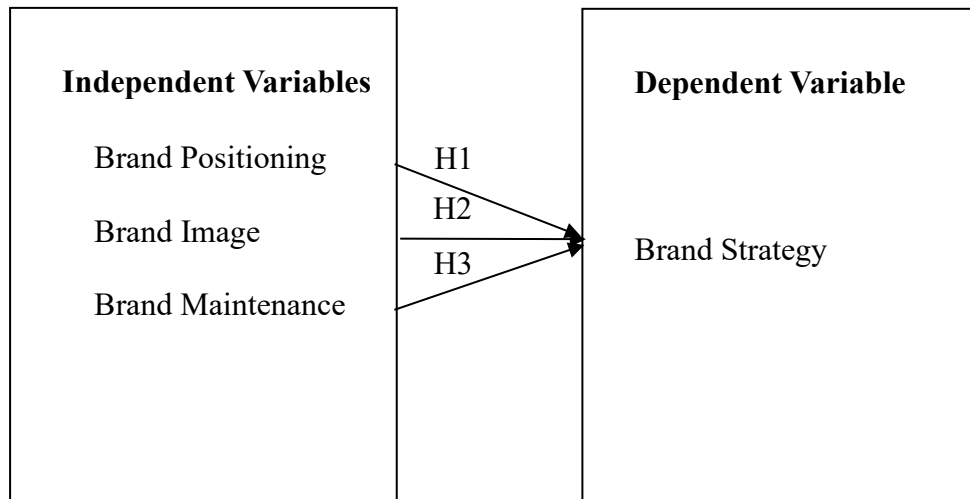 Independent Variables
Brand Positioning
Brand Image
Brand Maintenance
H1
H2
H3
Dependent Variable
Brand Strategy